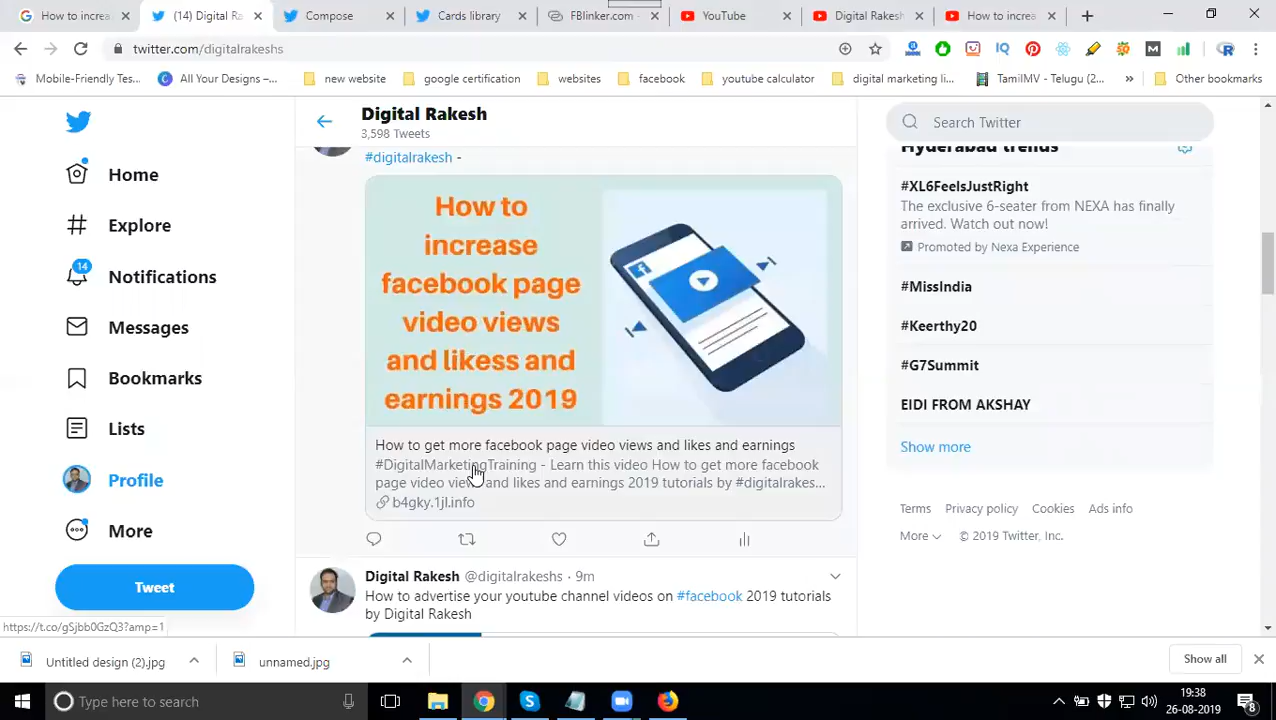 How to increa
(14) Digital Ra
Compose
Cards library
FBlinker.com -
YouTube
Digital Rakesh
How to increa
twitter.com/digitalrakeshs
Mobile-Friendly Tes...
All Your Designs –...
new website
google certification
websites
facebook
youtube calculator
digital marketing li...
TamilMV - Telugu (2...
»
Other bookmarks
Home
Explore
14
Notifications
Messages
Bookmarks
Lists
Profile
More
Tweet
Digital Rakesh
3,598 Tweets
#digitalrakesh -
How to
increase
facebook page
video views
and likess and
earnings 2019
How to get more facebook page video views and likes and earnings
#DigitalMarketingTraining - Learn this video How to get more facebook
page video views and likes and earnings 2019 tutorials by #digitalrakes...
b4gky.1jl.info
Digital Rakesh @digitalrakeshs · 9m
How to advertise your youtube channel videos on #facebook 2019 tutorials
by Digital Rakesh
Search Twitter
Hyderabad trends
#XL6FeelsJustRight
The exclusive 6-seater from NEXA has finally
arrived. Watch out now!
Promoted by Nexa Experience
#MissIndia
#Keerthy20
#G7Summit
EIDI FROM AKSHAY
Show more
Terms Privacy policy Cookies Ads info
More © 2019 Twitter, Inc.
https://t.co/gSjbb0GzQ3?amp=1
Untitled design (2).jpg
unnamed.jpg
Show all
Type here to search
19:38
26-08-2019
8